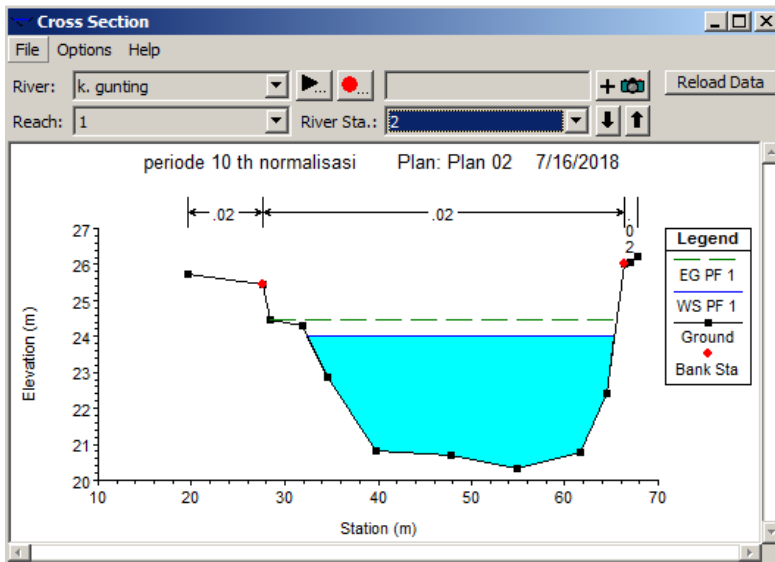 Cross Section
File Options Help
River: k. gunting ... ... + Reload Data
Reach: 1 River Sta.: 2
periode 10 th normalisasi Plan: Plan 02 7/16/2018
.02 .02 .02
27
26
25
24
23
22
21
20
Elevation (m)
10 20 30 40 50 60 70
Station (m)
Legend
EG PF 1
WS PF 1
Ground
Bank Sta